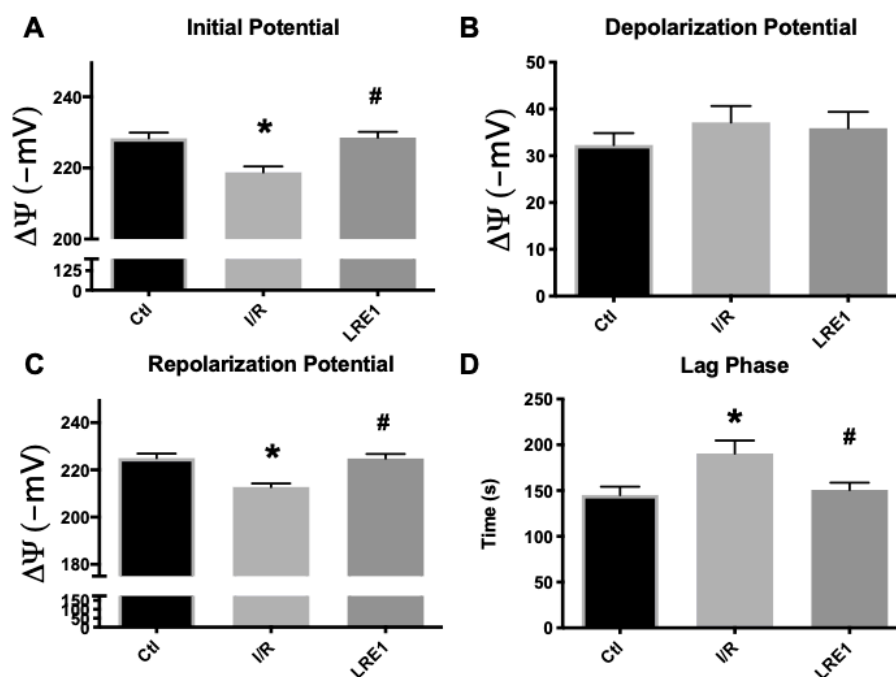 A
Initial Potential
ΔΨ (−mV)
240
220
200
125
0
*
#
Ctl
I/R
LRE1
B
Depolarization Potential
ΔΨ (−mV)
50
40
30
20
10
0
Ctl
I/R
LRE1
C
Repolarization Potential
ΔΨ (−mV)
240
220
200
180
150
100
50
0
*
#
Ctl
I/R
LRE1
D
Lag Phase
Time (s)
250
200
150
100
50
0
*
#
Ctl
I/R
LRE1